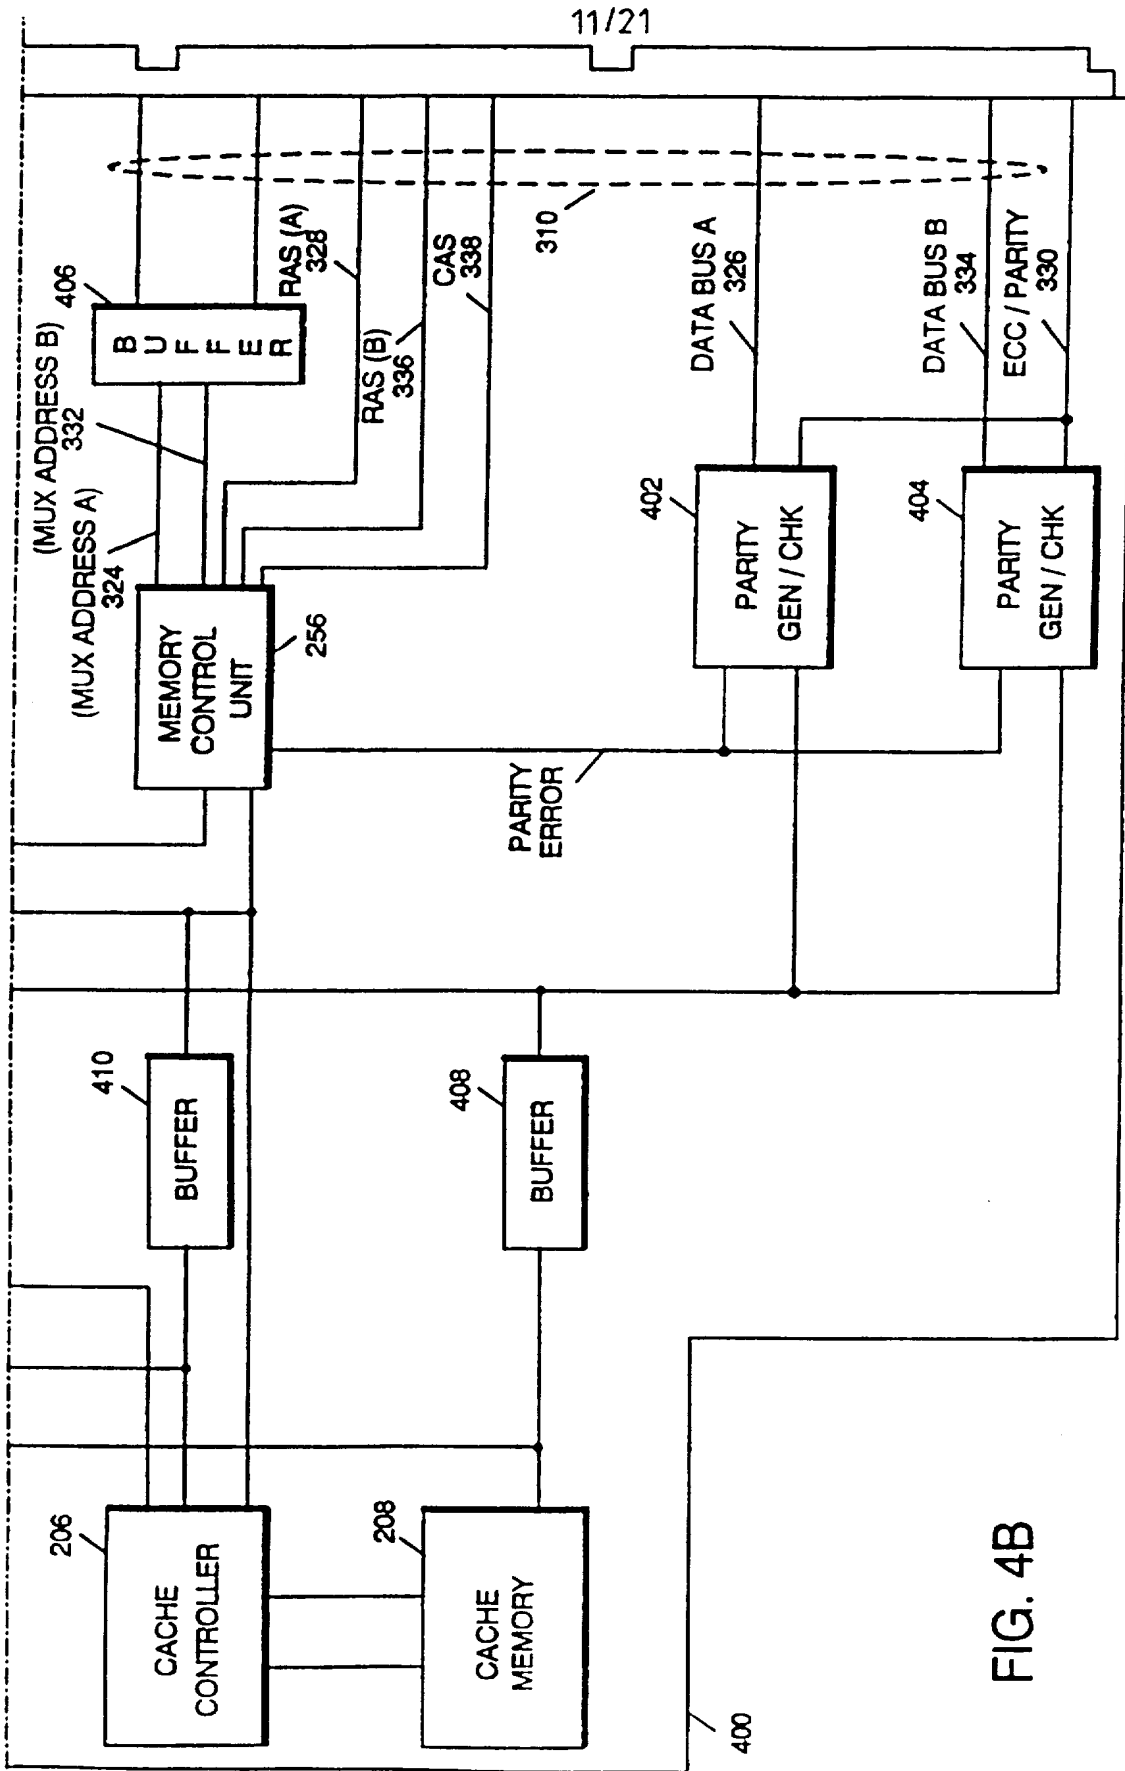 11/21
(MUX ADDRESS B)
332
(MUX ADDRESS A)
324
406
BUFFER
RAS (A)
328
RAS (B)
336
CAS
338
310
MEMORY
CONTROL
UNIT
256
DATA BUS A
326
DATA BUS B
334
ECC / PARITY
330
402
PARITY
GEN / CHK
404
PARITY
GEN / CHK
PARITY
ERROR
410
BUFFER
408
BUFFER
206
CACHE
CONTROLLER
208
CACHE
MEMORY
400
FIG. 4B